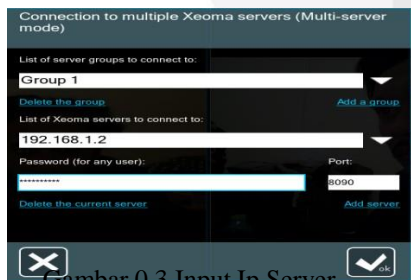 Connection to multiple Xeoma servers (Multi-server
mode)
List of server groups to connect to:
Group 1
Delete the group Add a group
List of Xeoma servers to connect to:
192.168.1.2
Password (for any user): Port:
********** 8090
Delete the current server Add server
ok
Gambar 0.3 Input Ip Server